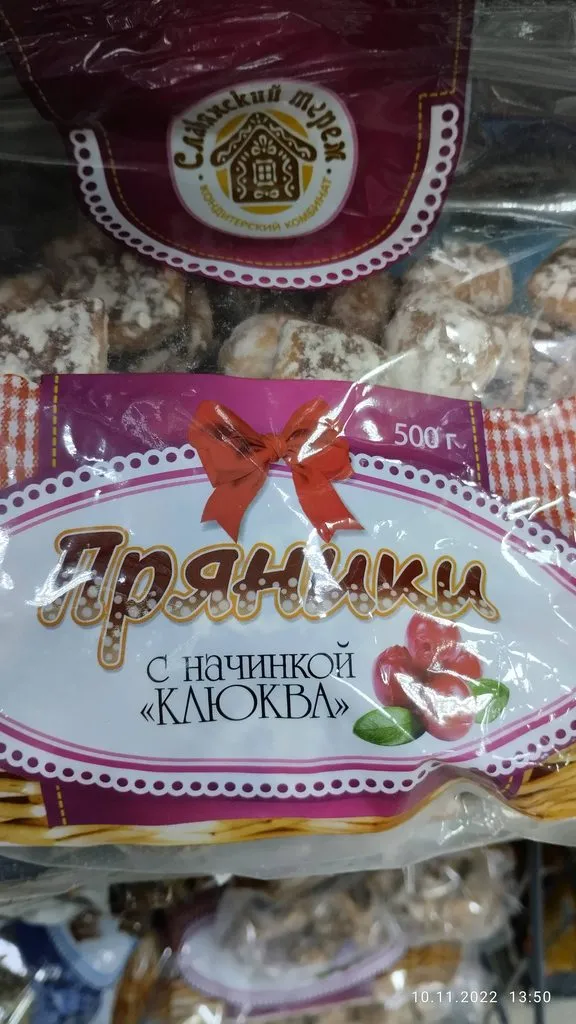 Славянский терем
• КОНДИТЕРСКИЙ КОМБИНАТ •
500 г.
Пряники
с начинкой
«КЛЮКВА»
10.11.2022 13:50